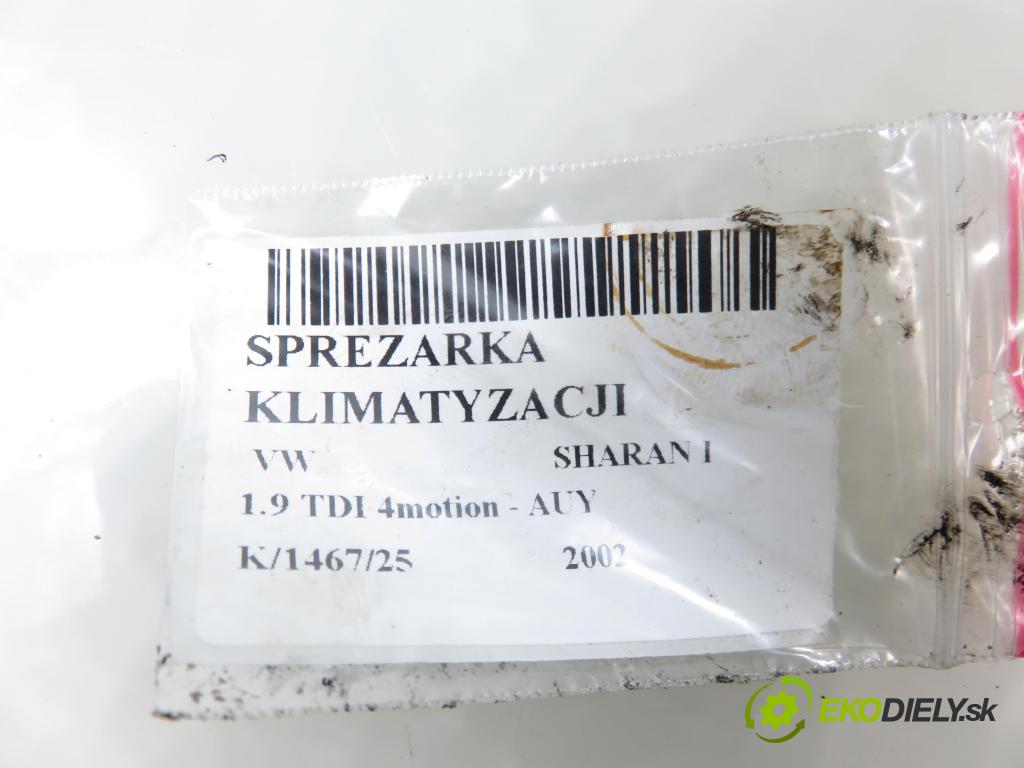 SPREZARKA
KLIMATYZACJI
VW SHARAN I
1.9 TDI 4motion - AUY
K/1467/25 2002
EKODIELY.sk